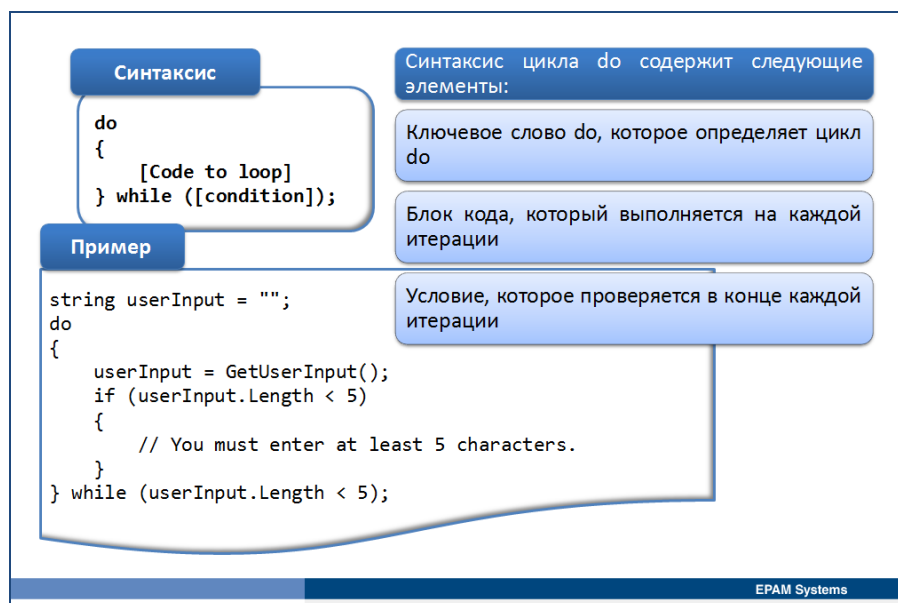 Синтаксис
do
{
    [Code to loop]
} while ([condition]);
Синтаксис цикла do содержит следующие
элементы:
Ключевое слово do, которое определяет цикл
do
Блок кода, который выполняется на каждой
итерации
Условие, которое проверяется в конце каждой
итерации
Пример
string userInput = "";
do
{
    userInput = GetUserInput();
    if (userInput.Length < 5)
    {
        // You must enter at least 5 characters.
    }
} while (userInput.Length < 5);
EPAM Systems